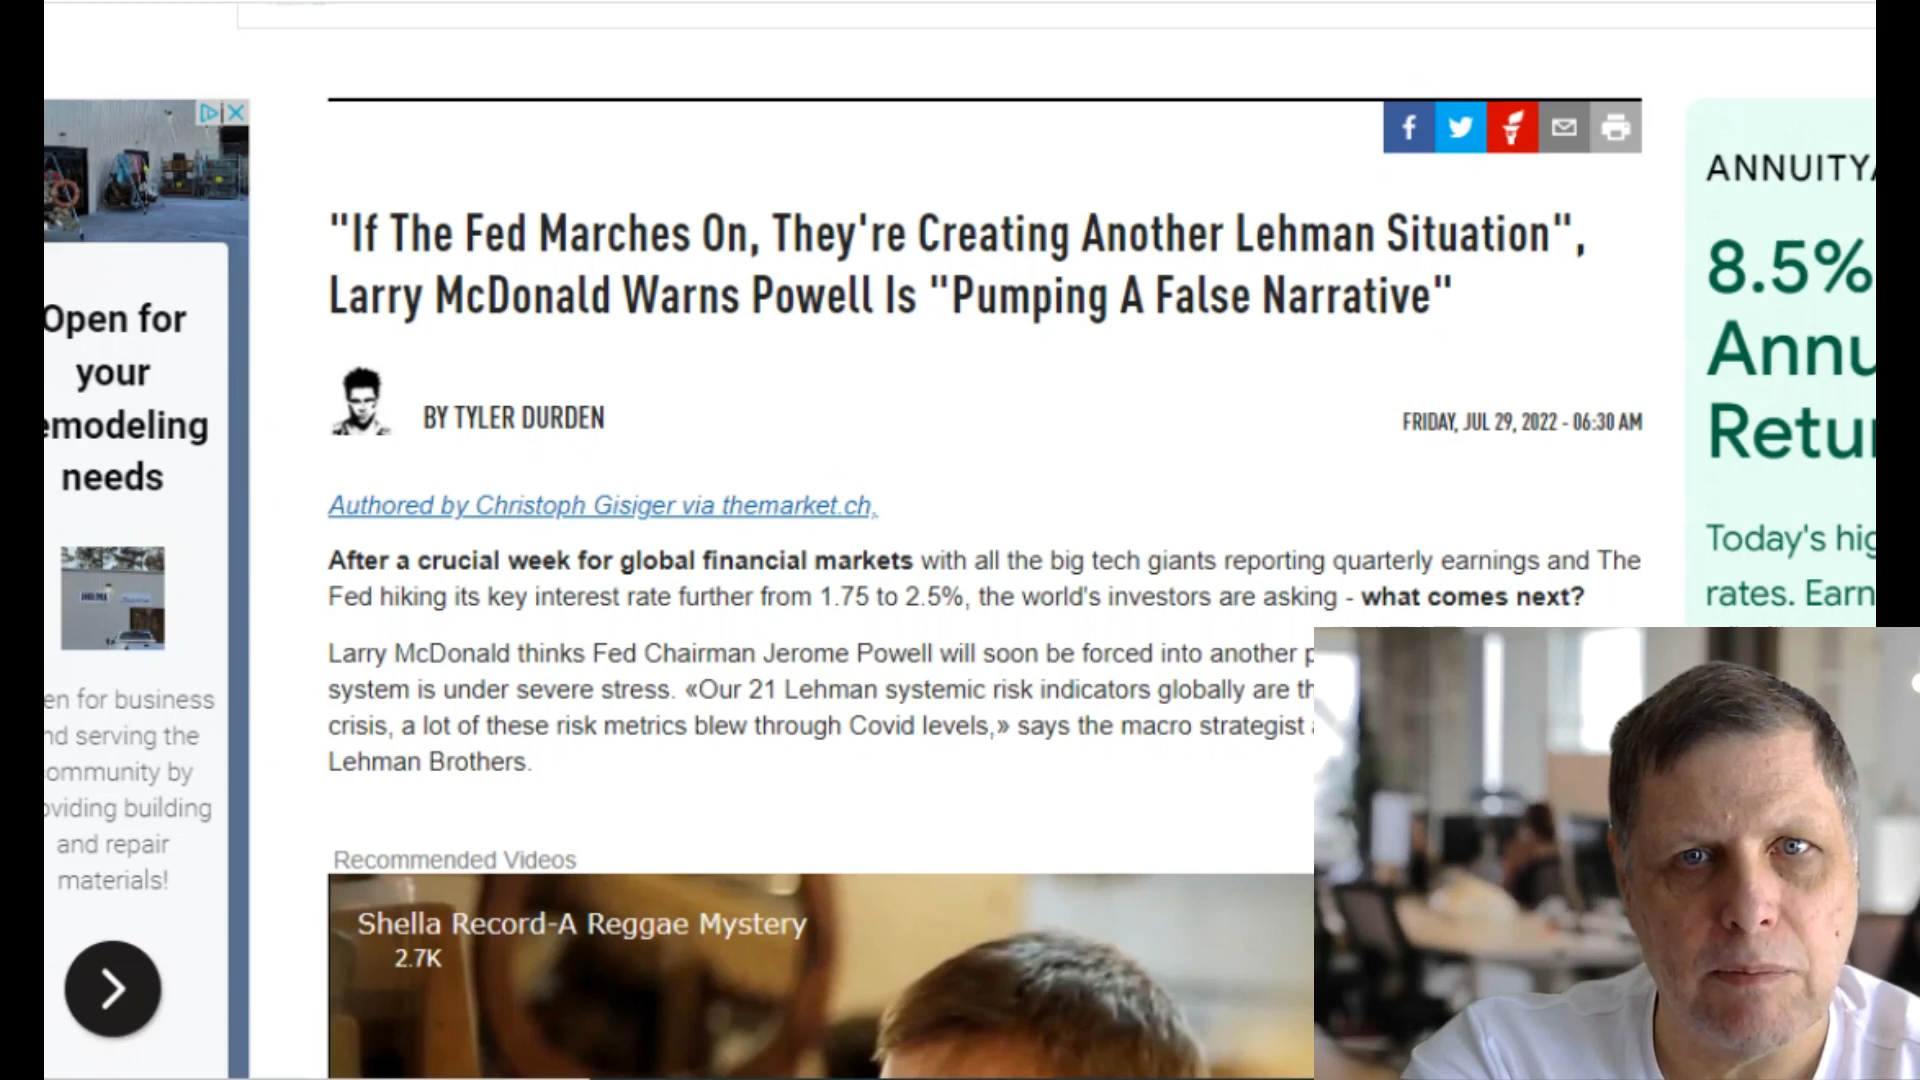 "If The Fed Marches On, They're Creating Another Lehman Situation",
Larry McDonald Warns Powell Is "Pumping A False Narrative"
BY TYLER DURDEN
FRIDAY, JUL 29, 2022 - 06:30 AM
Authored by Christoph Gisiger via themarket.ch,
After a crucial week for global financial markets with all the big tech giants reporting quarterly earnings and The
Fed hiking its key interest rate further from 1.75 to 2.5%, the world's investors are asking - what comes next?
Larry McDonald thinks Fed Chairman Jerome Powell will soon be forced into another
system is under severe stress. «Our 21 Lehman systemic risk indicators globally are
crisis, a lot of these risk metrics blew through Covid levels,» says the macro strategist
Lehman Brothers.
Recommended Videos
Shella Record-A Reggae Mystery
2.7K
Open for
your
emodeling
needs
en for business
nd serving the
ommunity by
oviding building
and repair
materials!
ANNUITY
8.5%
Annu
Retu
Today's hig
rates. Earn